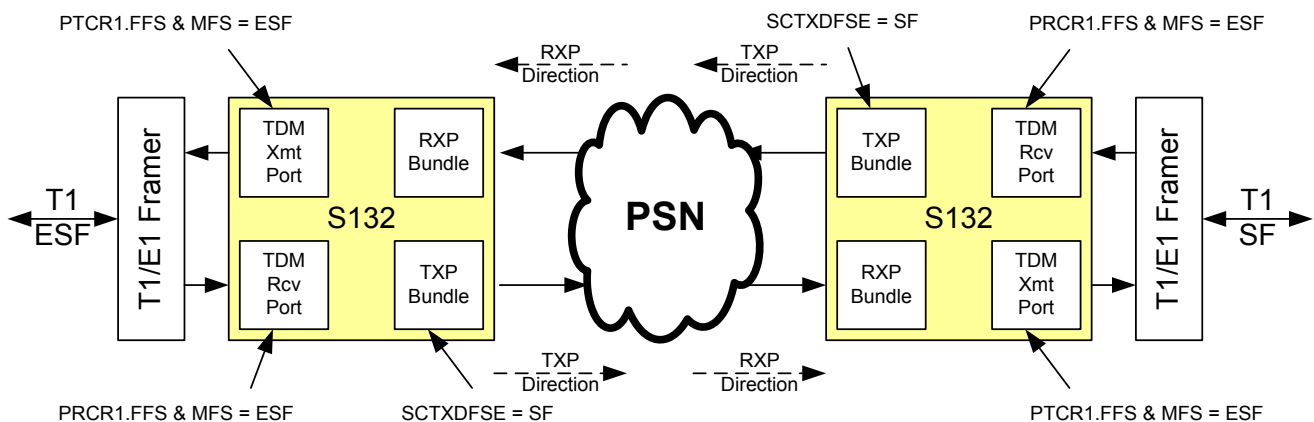 PTCR1.FFS & MFS = ESF
SCTXDFSE = SF
PRCR1.FFS & MFS = ESF
RXP
Direction
TXP
Direction
T1
ESF
T1/E1 Framer
TDM
Xmt
Port
RXP
Bundle
S132
TDM
Rcv
Port
TXP
Bundle
PSN
TXP
Bundle
TDM
Rcv
Port
S132
RXP
Bundle
TDM
Xmt
Port
T1/E1 Framer
T1
SF
TXP
Direction
RXP
Direction
PRCR1.FFS & MFS = ESF
SCTXDFSE = SF
PTCR1.FFS & MFS = ESF